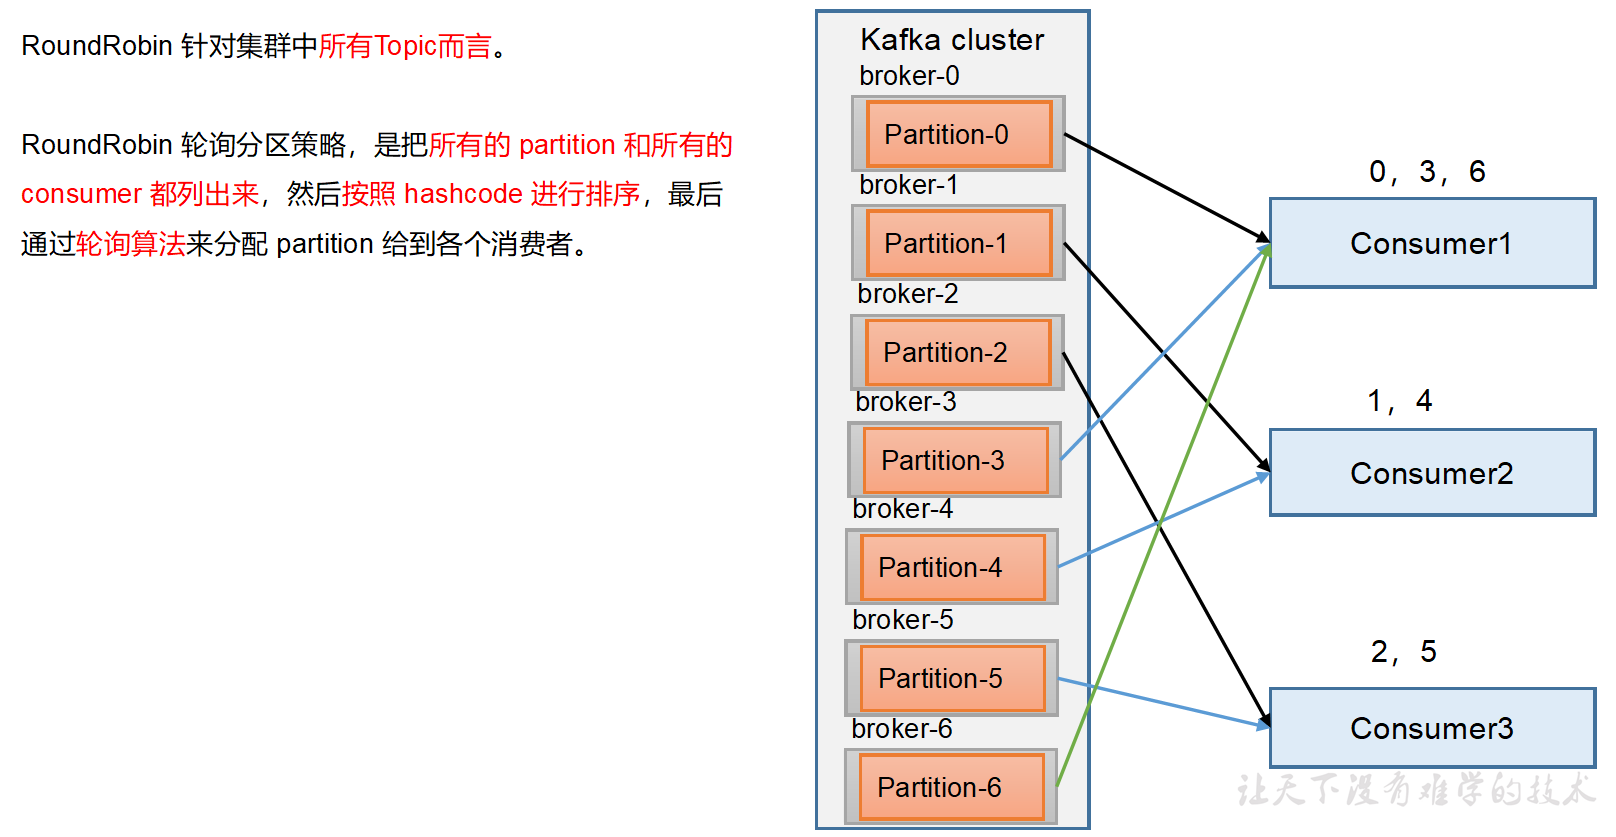 RoundRobin 针对集群中所有Topic而言。
RoundRobin 轮询分区策略，是把所有的 partition 和所有的
consumer 都列出来，然后按照 hashcode 进行排序，最后
通过轮询算法来分配 partition 给到各个消费者。
Kafka cluster
broker-0
Partition-0
broker-1
Partition-1
broker-2
Partition-2
broker-3
Partition-3
broker-4
Partition-4
broker-5
Partition-5
broker-6
Partition-6
0，3，6
Consumer1
1，4
Consumer2
2，5
Consumer3
让天下没有难学的技术